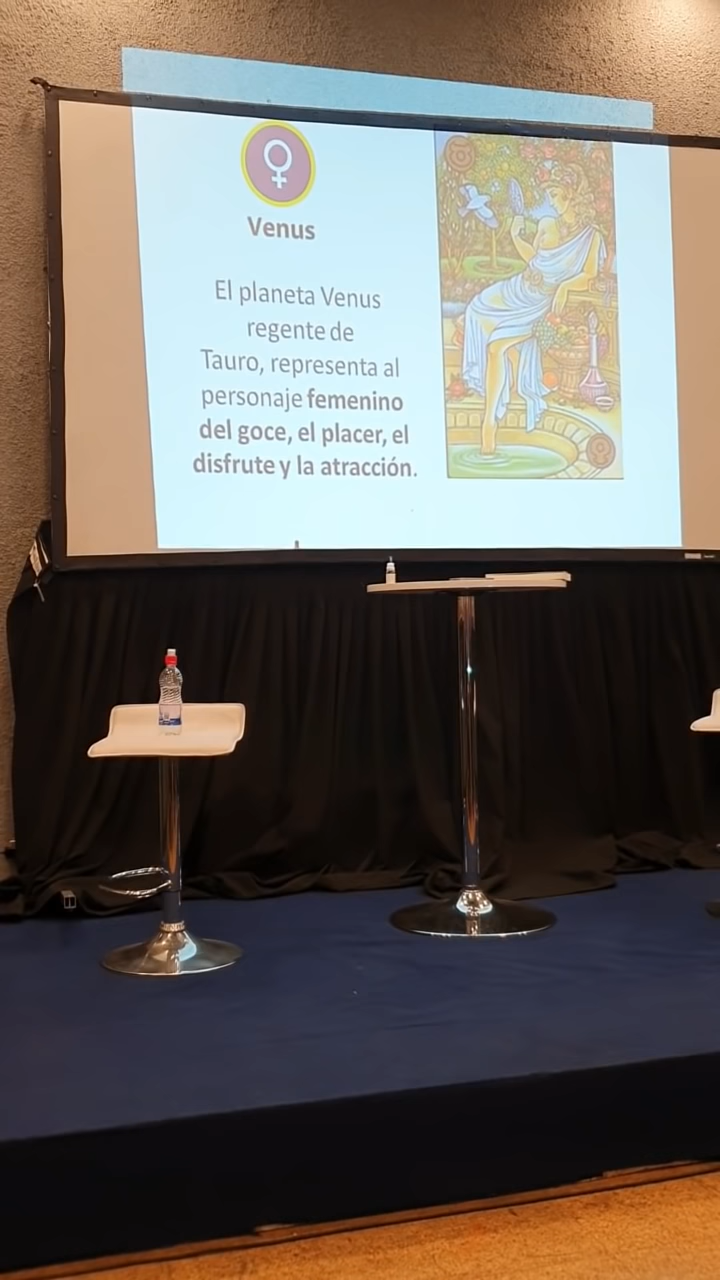 Venus
El planeta Venus
regente de
Tauro, representa al
personaje femenino
del goce, el placer, el
disfrute y la atracción.